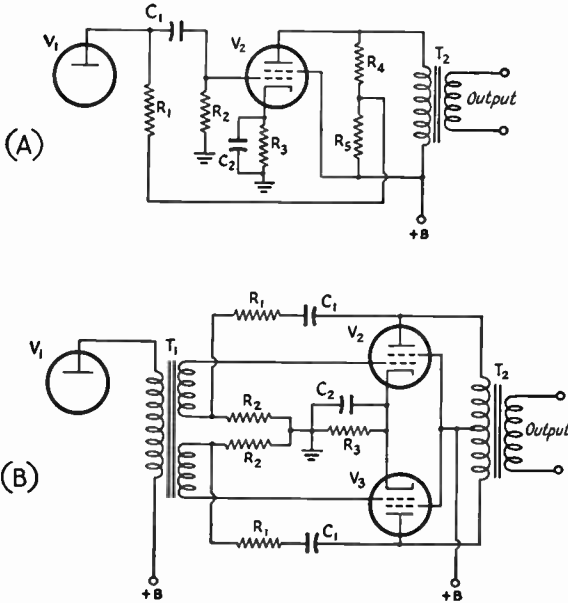 C1
V1
V2
R4
T2
Output
R1
R2
R5
(A)
C2
R3
+B
R1
C1
V1
T1
V2
C2
T2
R2
R3
Output
R2
(B)
V3
R1
C1
+B
+B